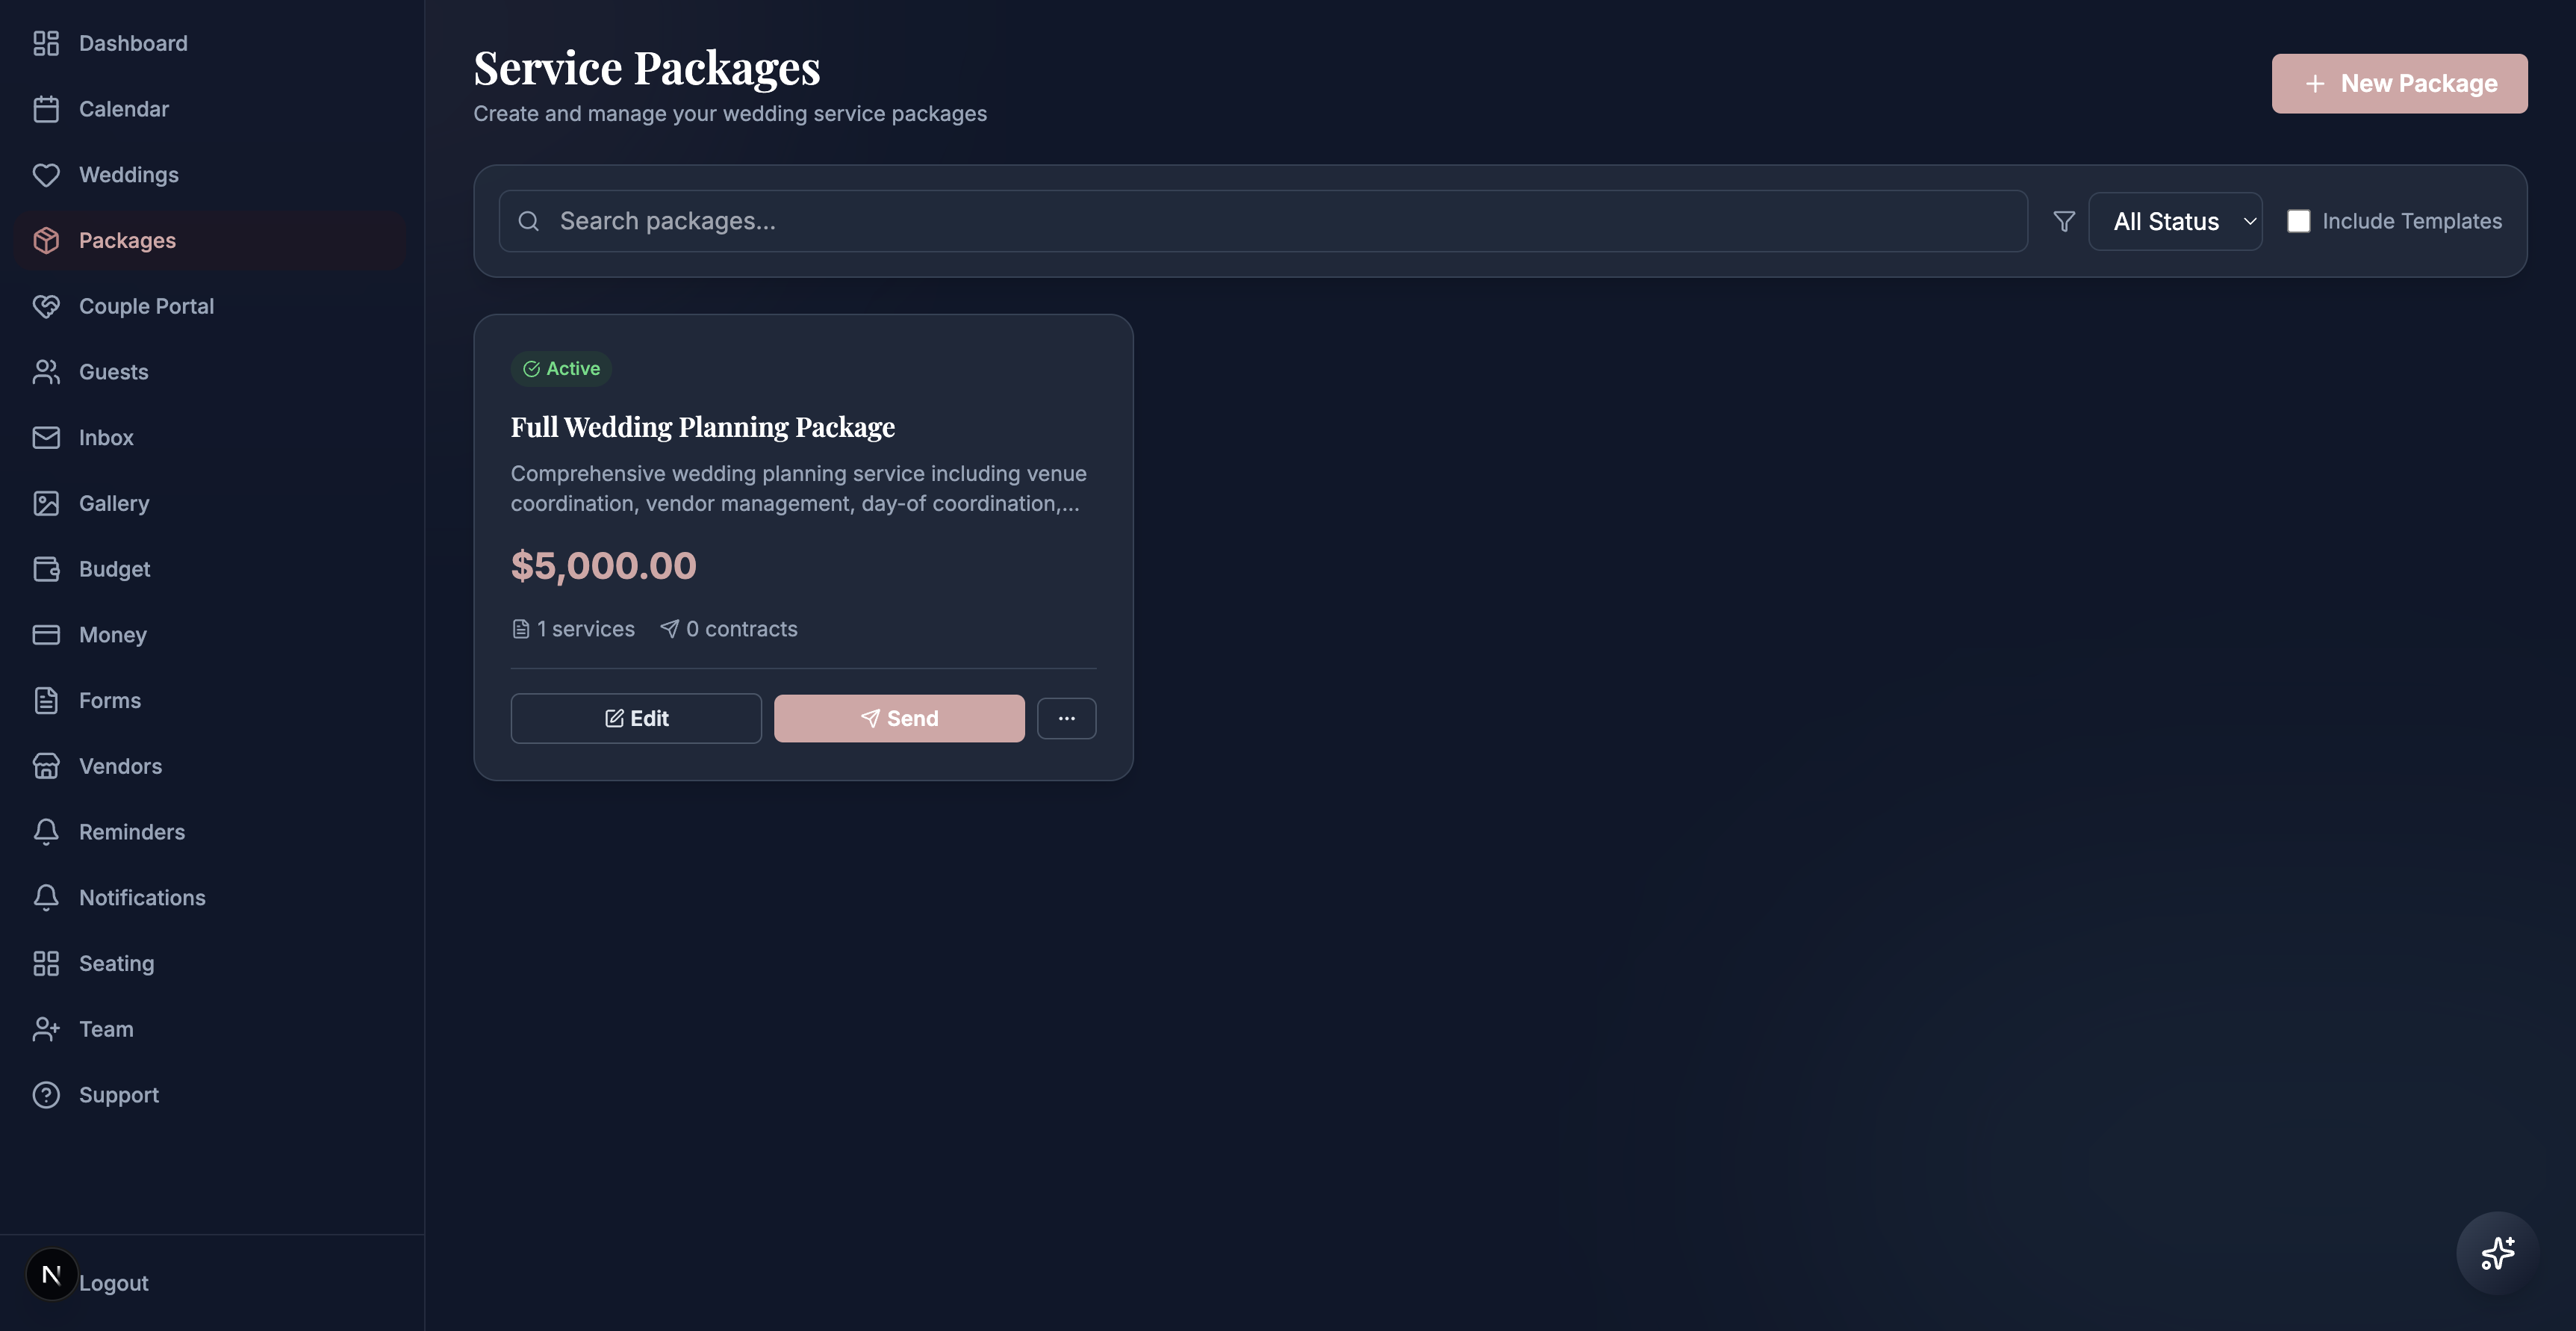 Dashboard
Calendar
Weddings
Packages
Couple Portal
Guests
Inbox
Gallery
Budget
Money
Forms
Vendors
Reminders
Notifications
Seating
Team
Support
N
Logout
Service Packages
Create and manage your wedding service packages
New Package
Search packages...
All Status
Include Templates
Active
Full Wedding Planning Package
Comprehensive wedding planning service including venue
coordination, vendor management, day-of coordination,...
$5,000.00
1 services
0 contracts
Edit
Send